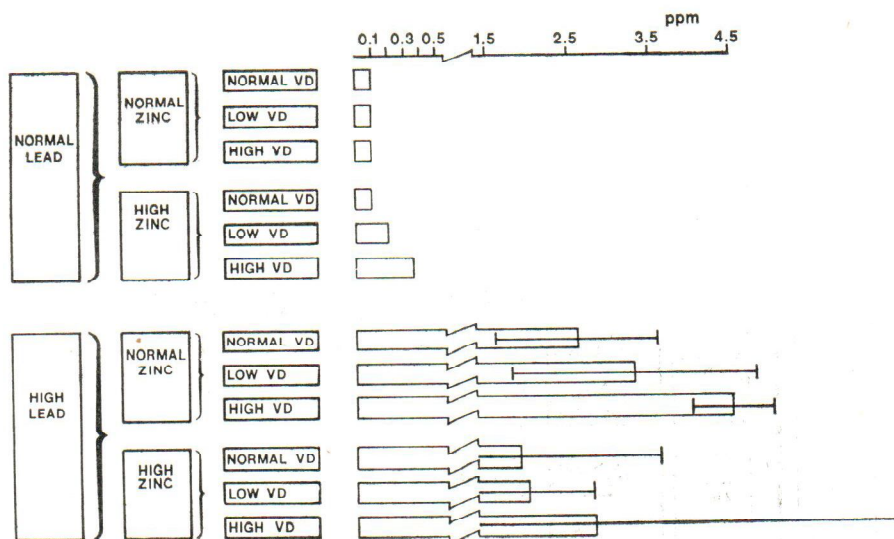 ppm
0.1 0.3 0.5 1.5 2.5 3.5 4.5
NORMAL
LEAD
NORMAL
ZINC
NORMAL VD
LOW VD
HIGH VD
HIGH
ZINC
NORMAL VD
LOW VD
HIGH VD
HIGH
LEAD
NORMAL
ZINC
NORMAL VD
LOW VD
HIGH VD
HIGH
ZINC
NORMAL VD
LOW VD
HIGH VD